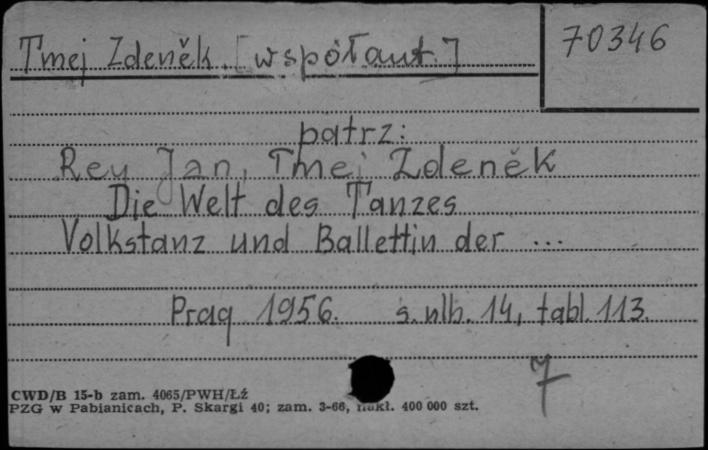 Tmej Zdeněk. [współaut.]
70346
patrz:
Rey Jan, Tmej Zdeněk
Die Welt des Tanzes
Volkstanz und Ballettin der ...
Prag 1956. s. nlb. 14, tabl. 113.
7
CWD/B 15-b zam. 4065/PWH/Łź
PZG w Pabianicach, P. Skargi 40; zam. 3-66, nakł. 400 000 szt.